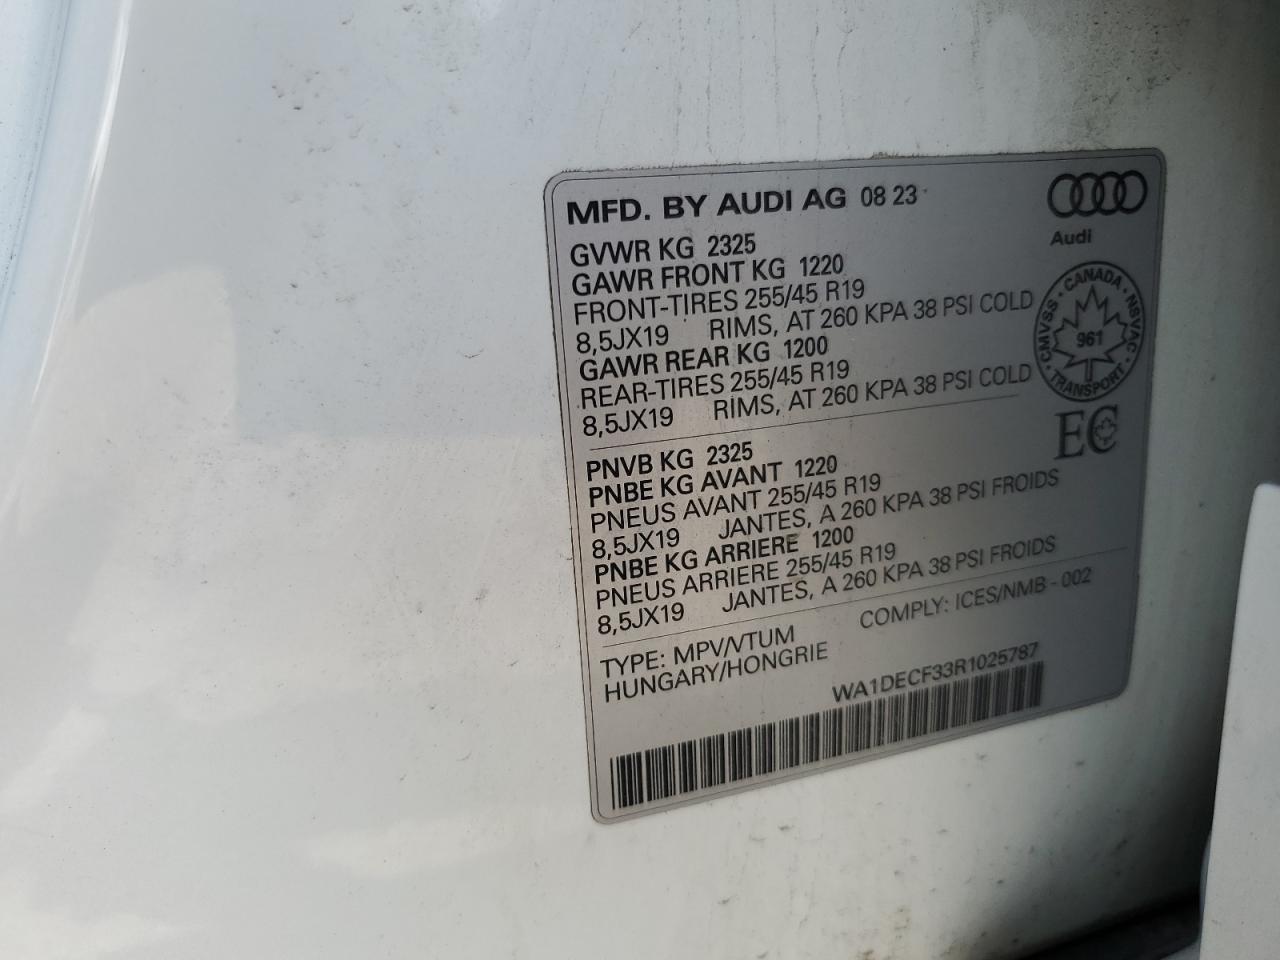 MFD. BY AUDI AG 08 23
Audi
GVWR KG 2325
GAWR FRONT KG 1220
FRONT-TIRES 255/45 R19
8,5JX19 RIMS, AT 260 KPA 38 PSI COLD
GAWR REAR KG 1200
REAR-TIRES 255/45 R19
8,5JX19 RIMS, AT 260 KPA 38 PSI COLD
CMVSS · CANADA · NSVAC · TRANSPORT ·
961
EC
PNVB KG 2325
PNBE KG AVANT 1220
PNEUS AVANT 255/45 R19
8,5JX19 JANTES, A 260 KPA 38 PSI FROIDS
PNBE KG ARRIERE 1200
PNEUS ARRIERE 255/45 R19
8,5JX19 JANTES, A 260 KPA 38 PSI FROIDS
TYPE: MPV/VTUM COMPLY: ICES/NMB - 002
HUNGARY/HONGRIE
WA1DECF33R1025787